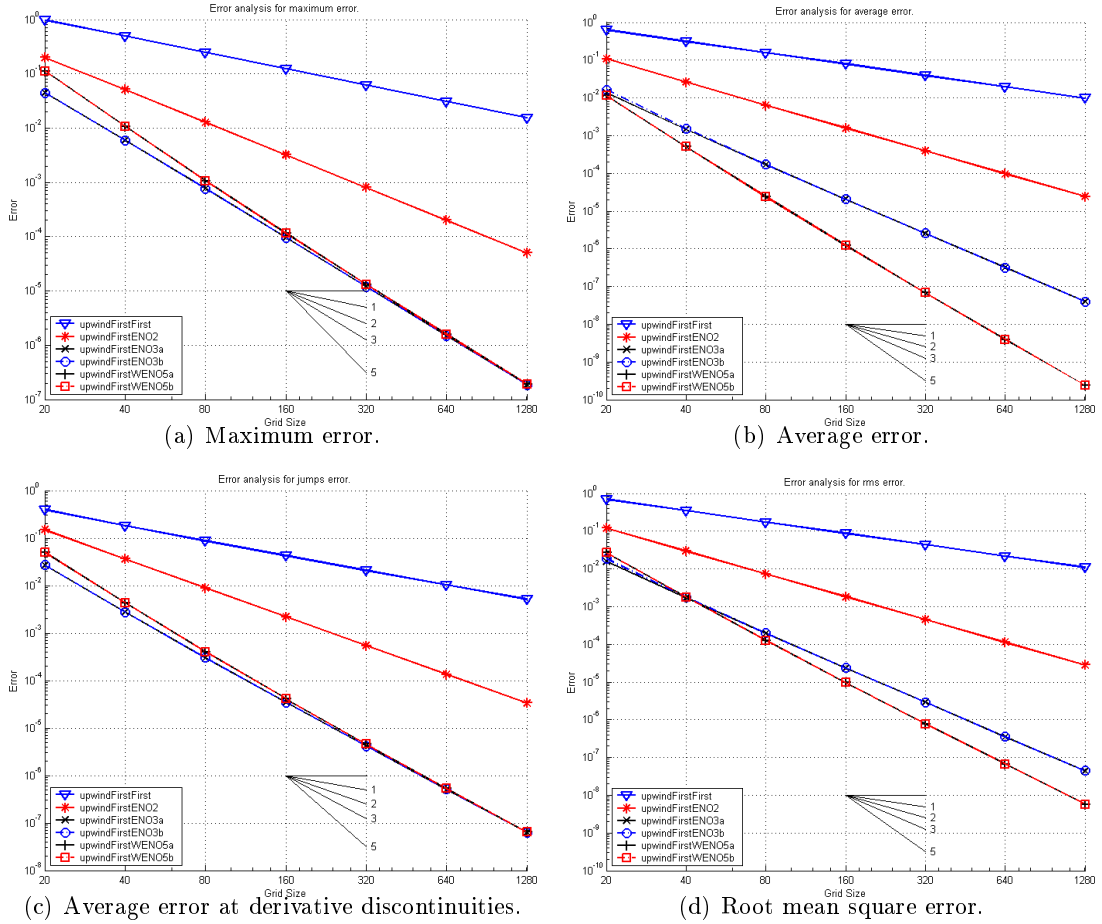 Error analysis for maximum error.
10^0
10^-1
10^-2
10^-3
10^-4
10^-5
10^-6
10^-7
Error
1
2
3
5
upwindFirstFirst
upwindFirstENO2
upwindFirstENO3a
upwindFirstENO3b
upwindFirstWENO5a
upwindFirstWENO5b
20 40 80 160 320 640 1280
Grid Size
(a) Maximum error.
Error analysis for average error.
10^0
10^-1
10^-2
10^-3
10^-4
10^-5
10^-6
10^-7
10^-8
10^-9
10^-10
Error
1
2
3
5
upwindFirstFirst
upwindFirstENO2
upwindFirstENO3a
upwindFirstENO3b
upwindFirstWENO5a
upwindFirstWENO5b
20 40 80 160 320 640 1280
Grid Size
(b) Average error.
Error analysis for jumps error.
10^0
10^-1
10^-2
10^-3
10^-4
10^-5
10^-6
10^-7
10^-8
Error
1
2
3
5
upwindFirstFirst
upwindFirstENO2
upwindFirstENO3a
upwindFirstENO3b
upwindFirstWENO5a
upwindFirstWENO5b
20 40 80 160 320 640 1280
Grid Size
(c) Average error at derivative discontinuities.
Error analysis for rms error.
10^0
10^-1
10^-2
10^-3
10^-4
10^-5
10^-6
10^-7
10^-8
10^-9
10^-10
Error
1
2
3
5
upwindFirstFirst
upwindFirstENO2
upwindFirstENO3a
upwindFirstENO3b
upwindFirstWENO5a
upwindFirstWENO5b
20 40 80 160 320 640 1280
Grid Size
(d) Root mean square error.